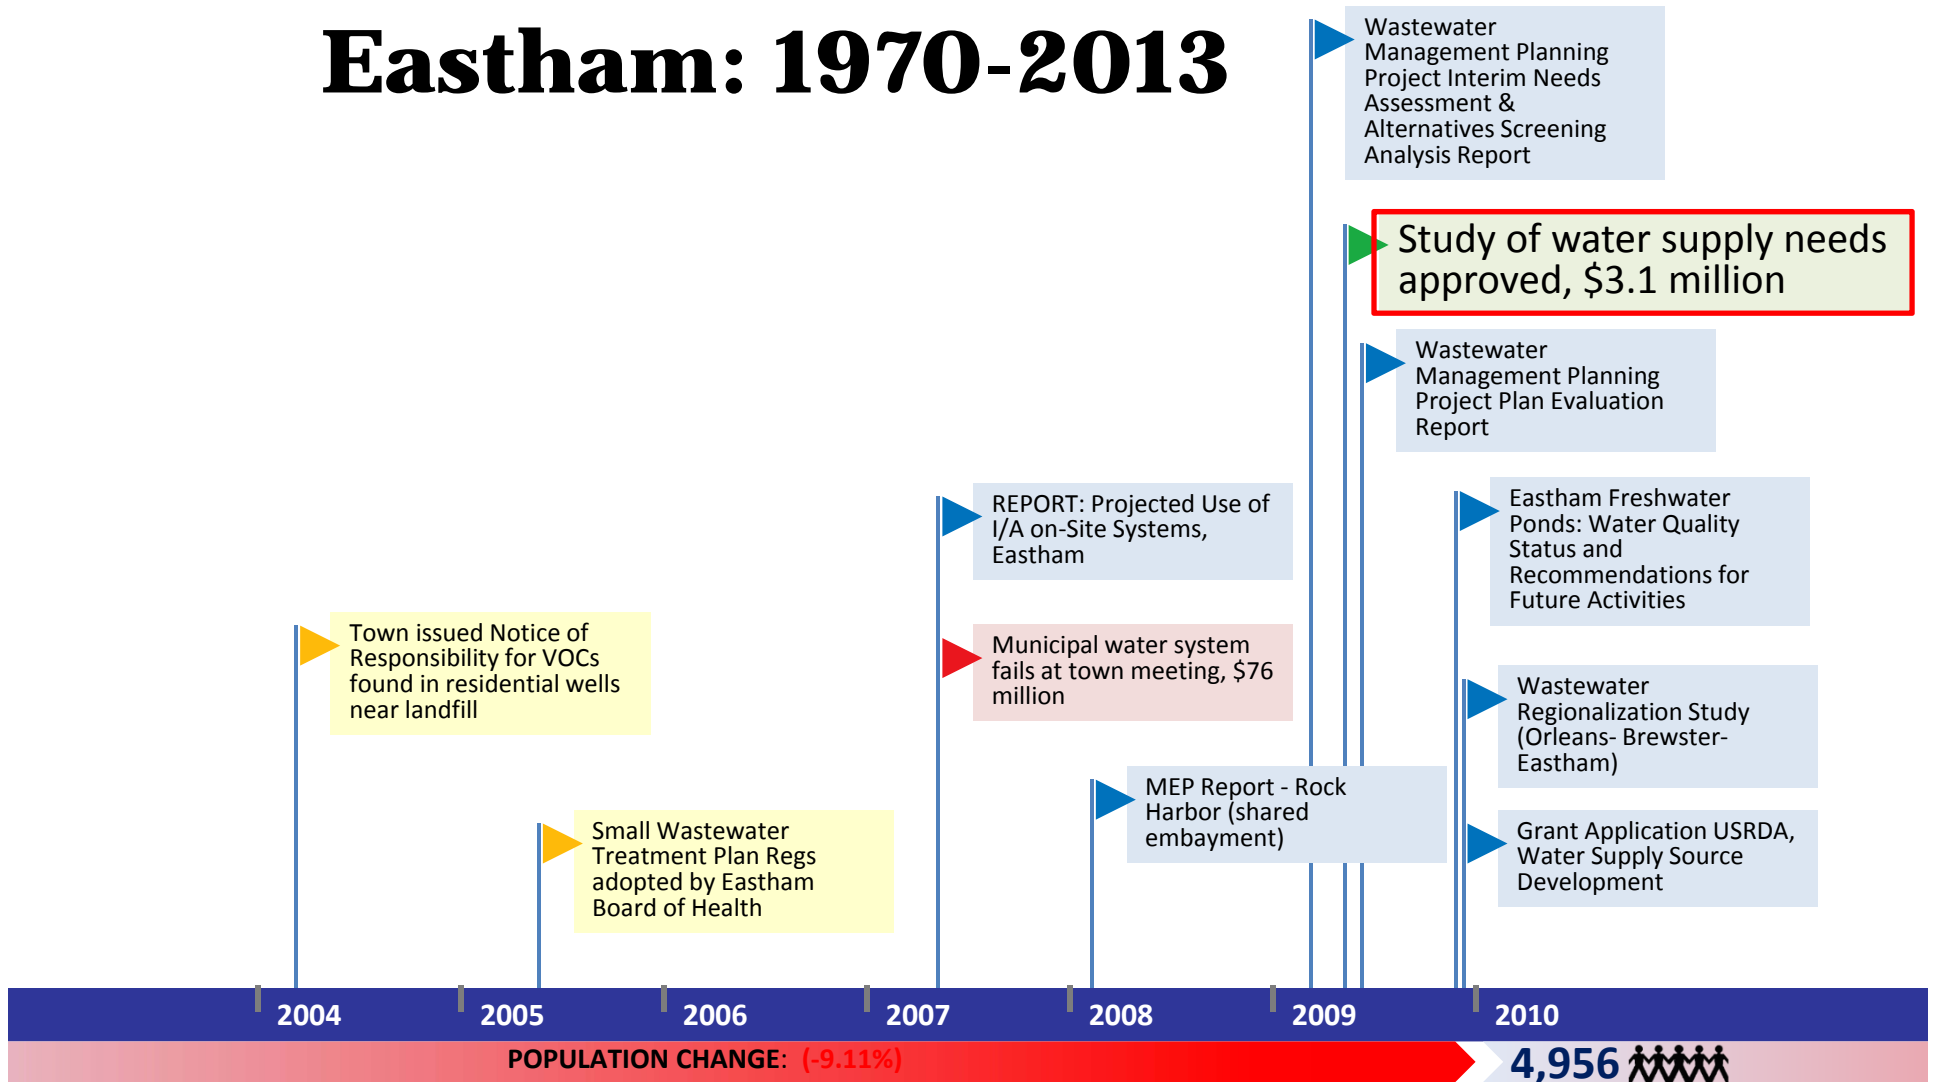 Eastham: 1970-2013
Wastewater
Management Planning
Project Interim Needs
Assessment &
Alternatives Screening
Analysis Report
Study of water supply needs
approved, $3.1 million
Wastewater
Management Planning
Project Plan Evaluation
Report
REPORT: Projected Use of
I/A on-Site Systems,
Eastham
Eastham Freshwater
Ponds: Water Quality
Status and
Recommendations for
Future Activities
Town issued Notice of
Responsibility for VOCs
found in residential wells
near landfill
Municipal water system
fails at town meeting, $76
million
Wastewater
Regionalization Study
(Orleans- Brewster-
Eastham)
MEP Report - Rock
Harbor (shared
embayment)
Small Wastewater
Treatment Plan Regs
adopted by Eastham
Board of Health
Grant Application USRDA,
Water Supply Source
Development
2004 2005 2006 2007 2008 2009 2010
POPULATION CHANGE: (-9.11%) 4,956